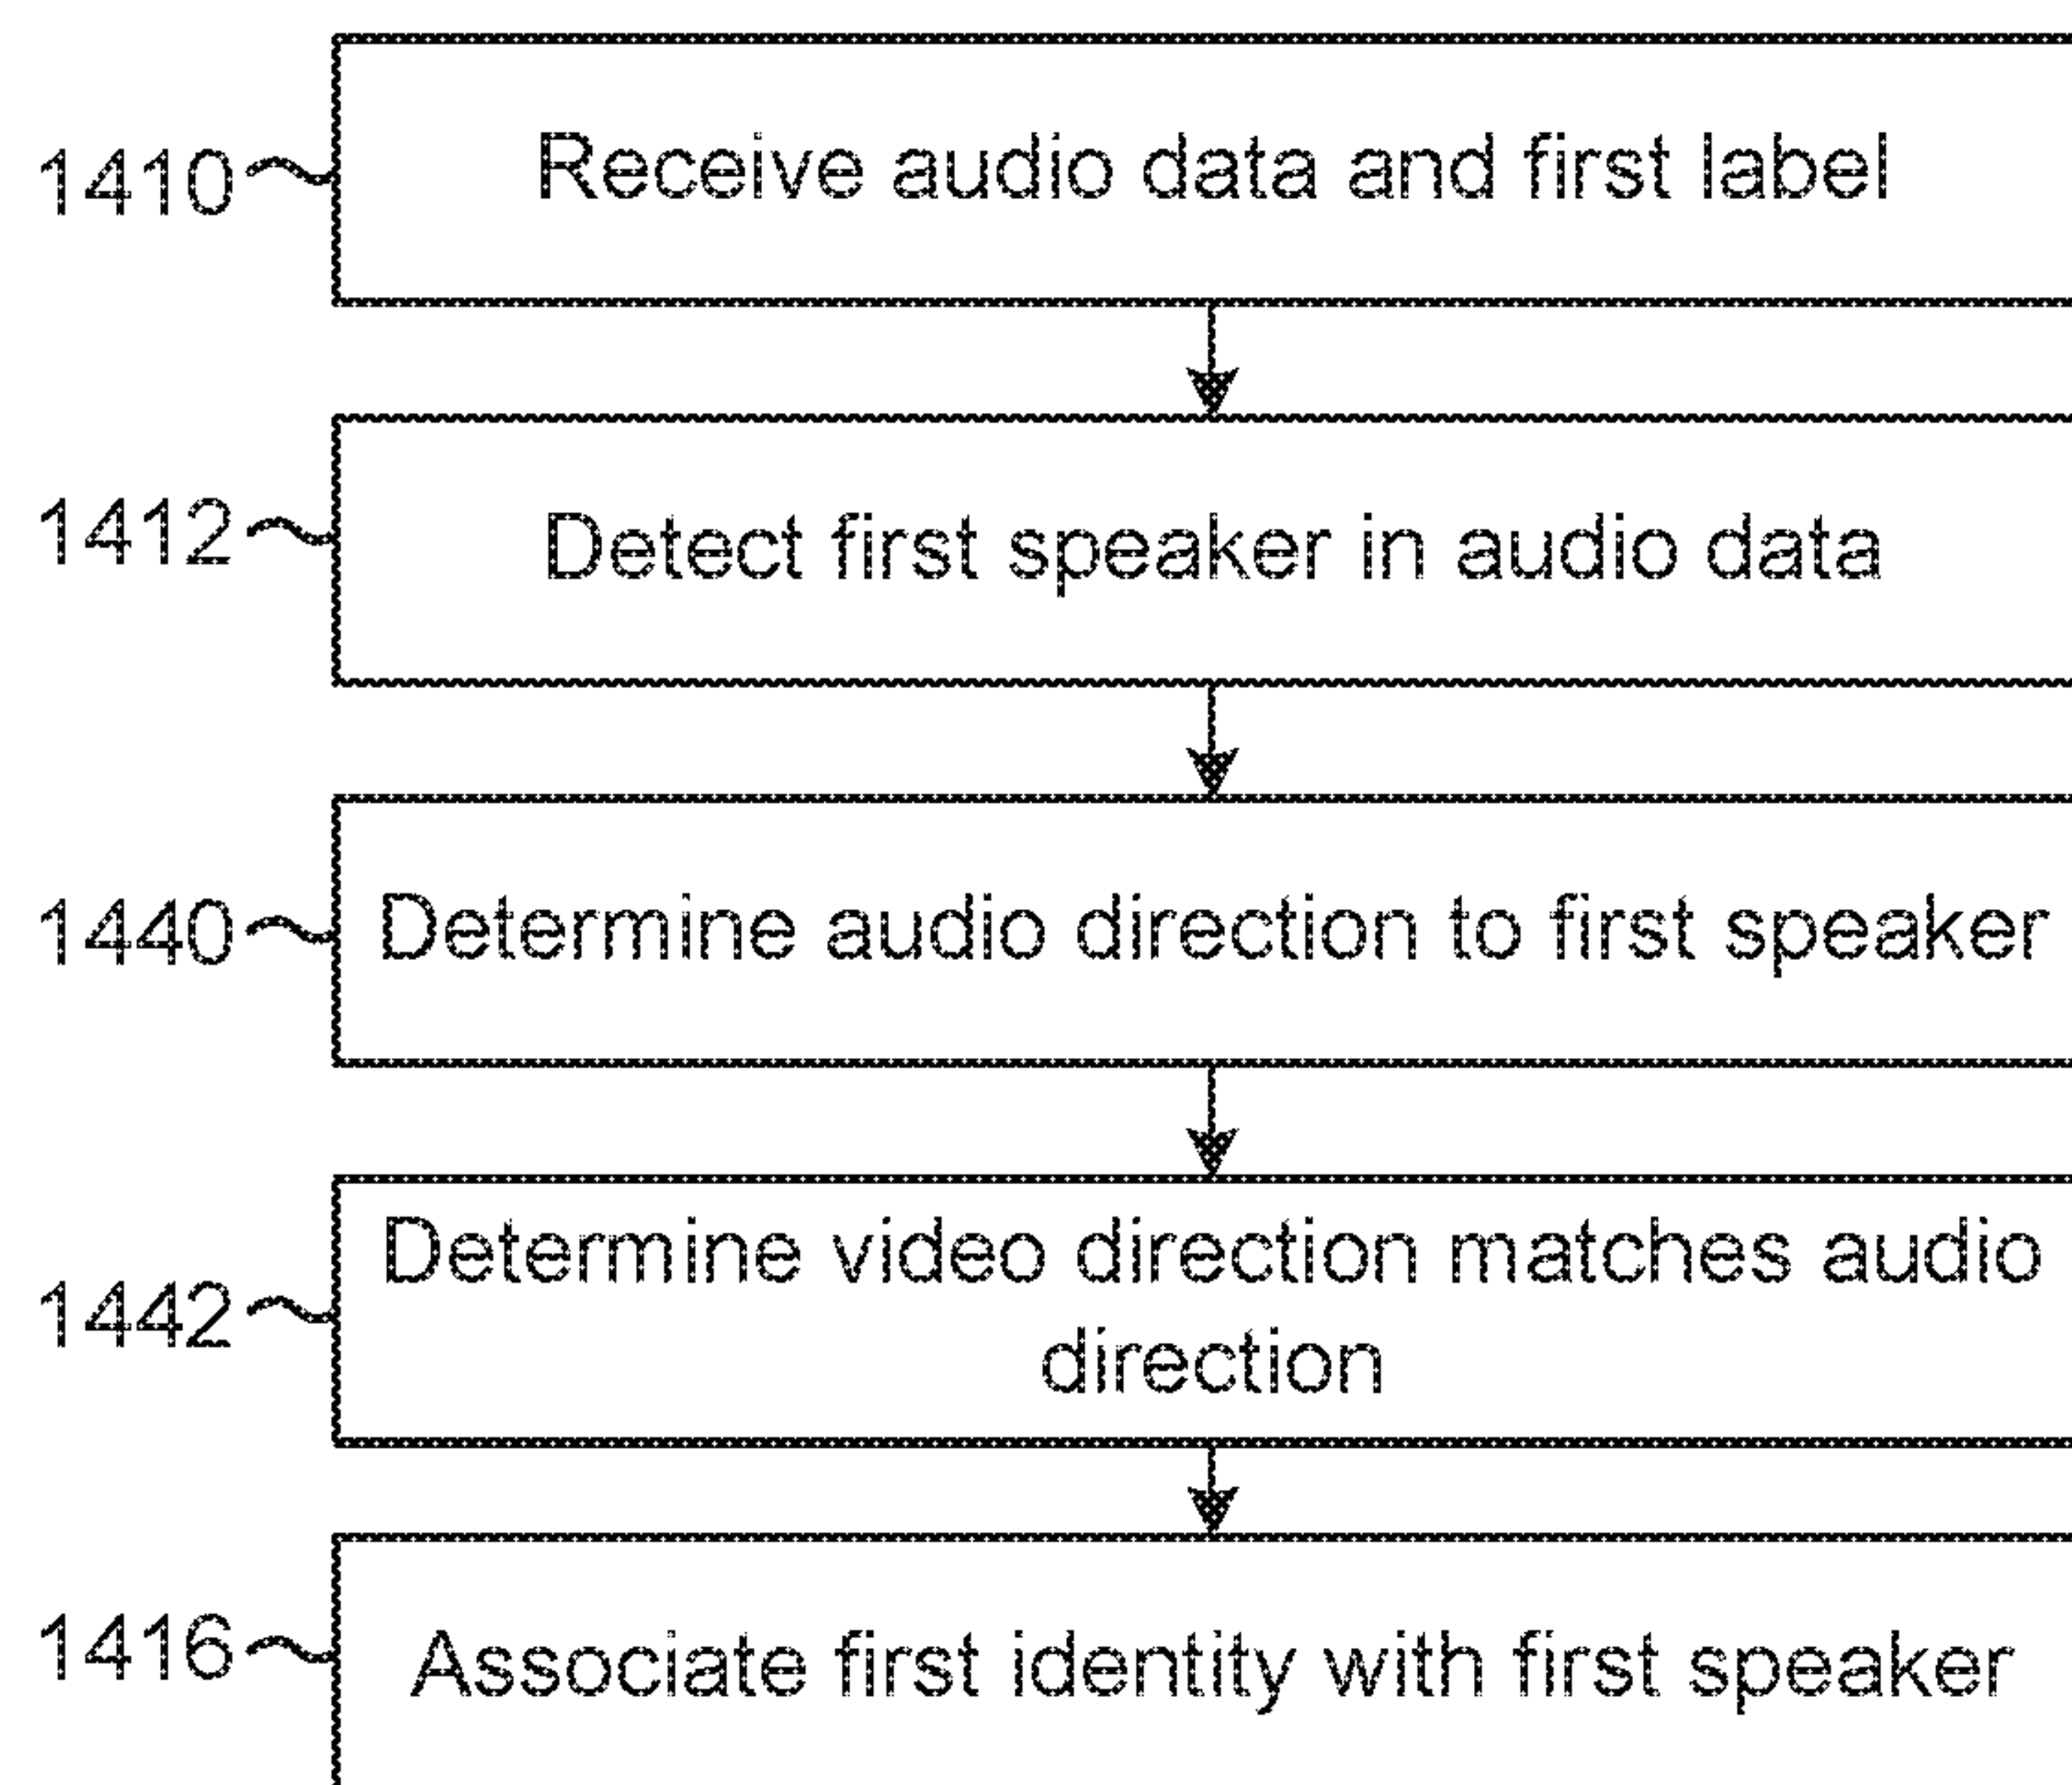 1410 Receive audio data and first label
1412 Detect first speaker in audio data
1440 Determine audio direction to first speaker
Determine video direction matches audio
1442
direction
1416 Associate first identity with first speaker